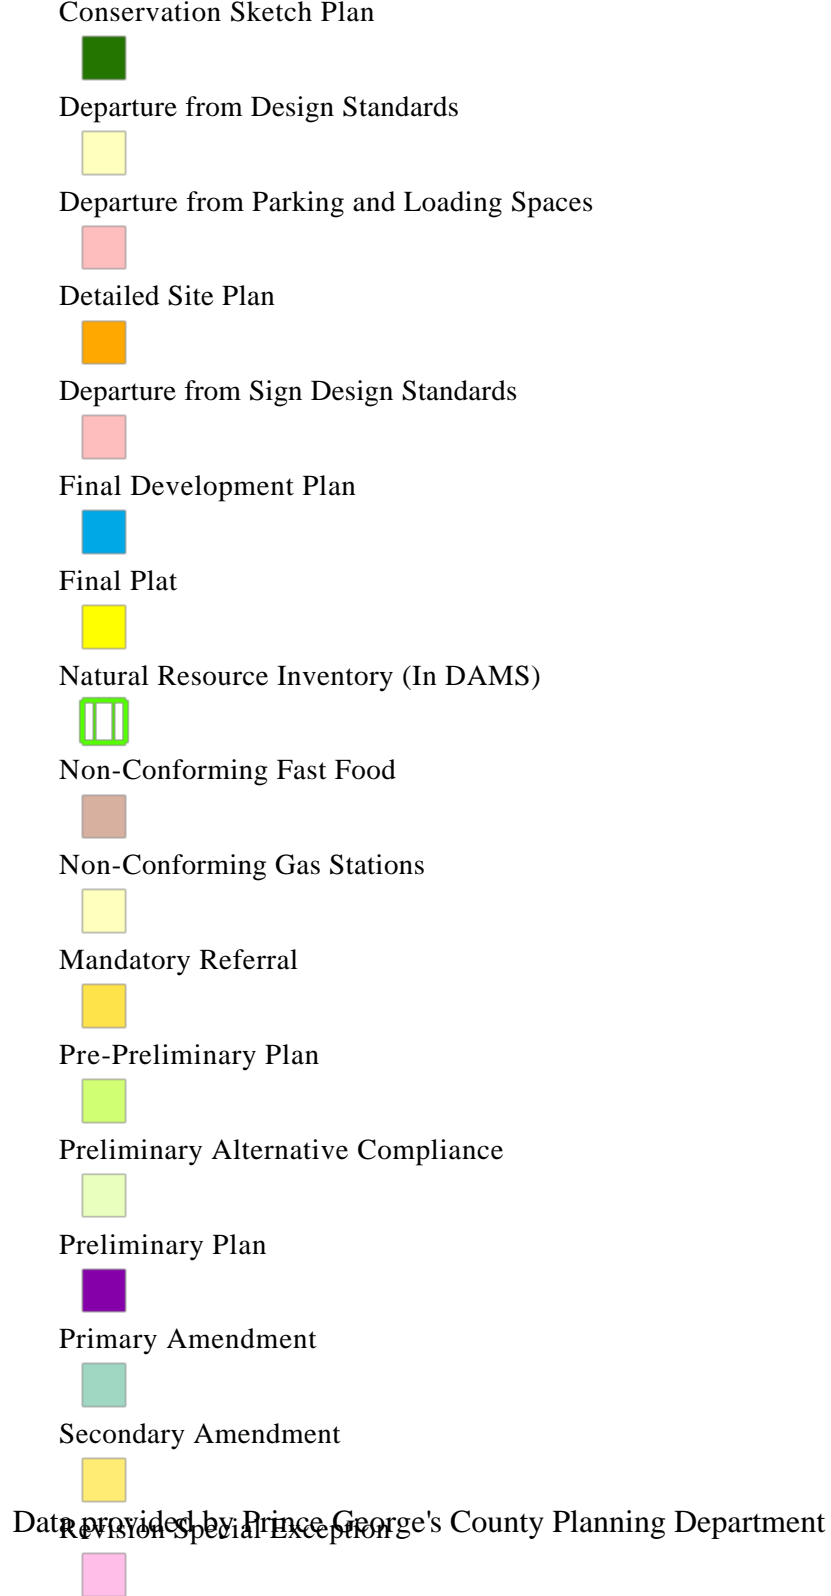 Conservation Sketch Plan
Departure from Design Standards
Departure from Parking and Loading Spaces
Detailed Site Plan
Departure from Sign Design Standards
Final Development Plan
Final Plat
Natural Resource Inventory (In DAMS)
Non-Conforming Fast Food
Non-Conforming Gas Stations
Mandatory Referral
Pre-Preliminary Plan
Preliminary Alternative Compliance
Preliminary Plan
Primary Amendment
Secondary Amendment
Data provided by Prince George's County Planning Department
Revision Special Exception